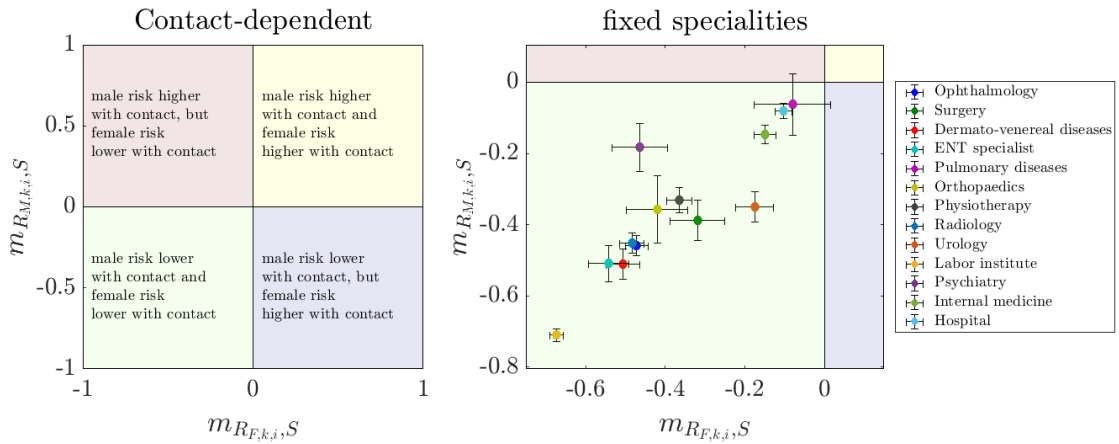 Contact-dependent
1
0.5
0
-0.5
-1
-1
0
1
m_{R_{M,k,i},S}
m_{R_{F,k,i},S}
male risk higher
with contact, but
female risk
lower with contact
male risk higher
with contact and
female risk
higher with contact
male risk lower
with contact and
female risk
lower with contact
male risk lower
with contact, but
female risk
higher with contact
fixed specialities
0
-0.2
-0.4
-0.6
-0.8
-0.6
-0.4
-0.2
0
m_{R_{M,k,i},S}
m_{R_{F,k,i},S}
Ophthalmology
Surgery
Dermato-venereal diseases
ENT specialist
Pulmonary diseases
Orthopaedics
Physiotherapy
Radiology
Urology
Labor institute
Psychiatry
Internal medicine
Hospital